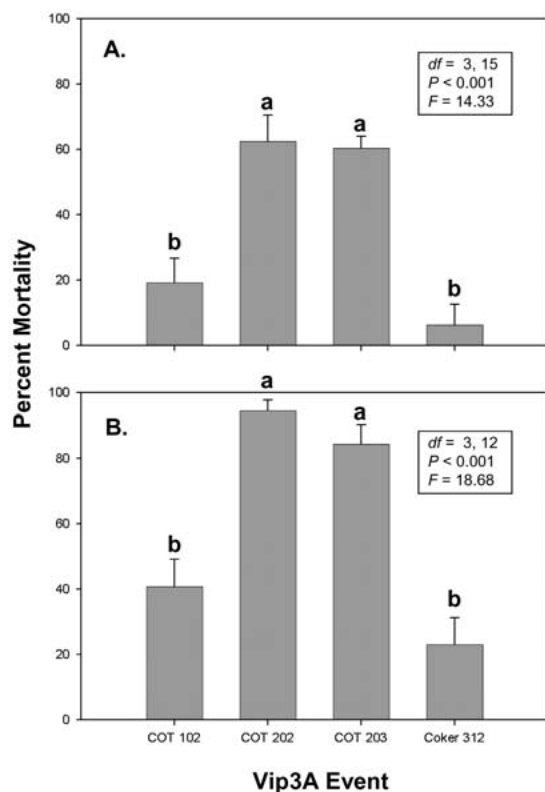 Percent Mortality
100
80
60
40
20
0
A.
df = 3, 15
P < 0.001
F = 14.33
b
a
a
b
100
80
60
40
20
0
B.
df = 3, 12
P < 0.001
F = 18.68
b
a
a
b
COT 102 COT 202 COT 203 Coker 312
Vip3A Event